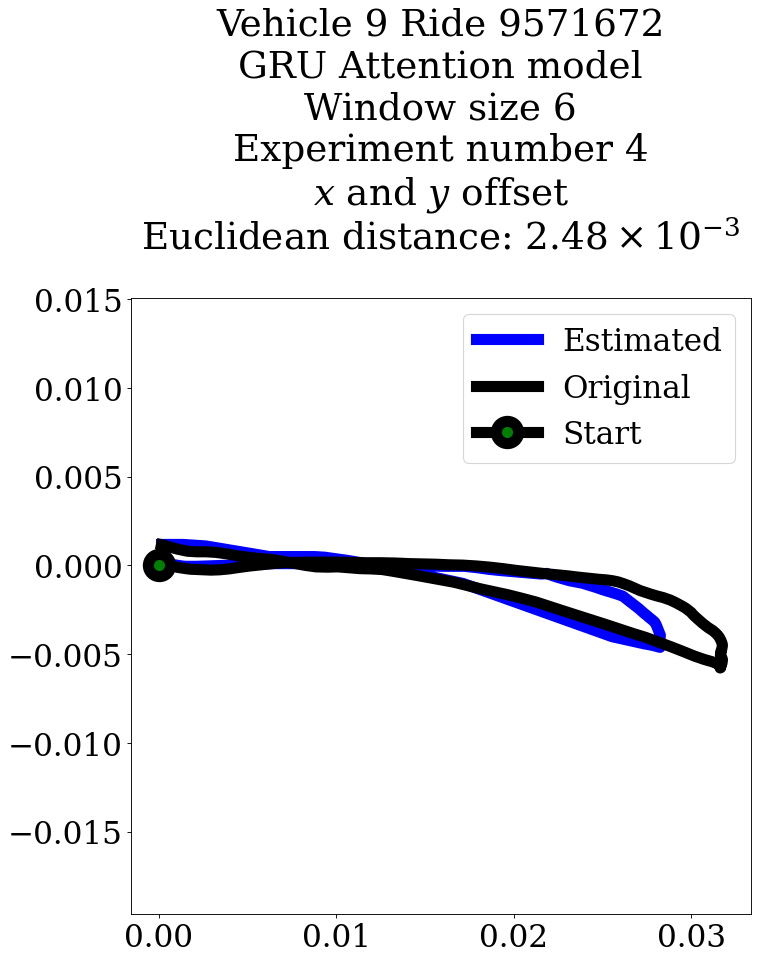 Vehicle 9 Ride 9571672
GRU Attention model
Window size 6
Experiment number 4
x and y offset
Euclidean distance: 2.48 × 10⁻³
0.015
Estimated
0.010
Original
Start
0.005
0.000
−0.005
−0.010
−0.015
0.00 0.01 0.02 0.03